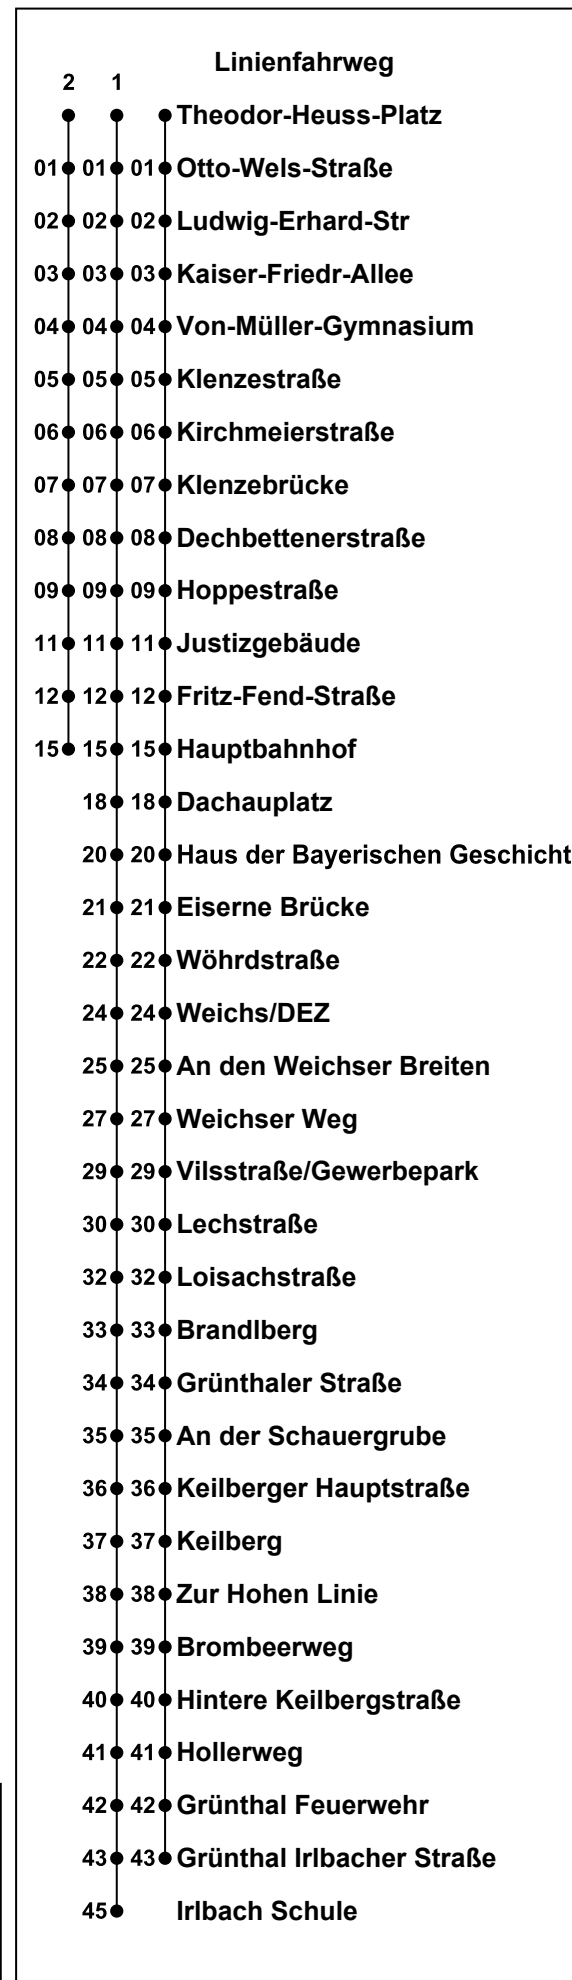 Linienfahrweg
2 1
Theodor-Heuss-Platz
01 01 01 Otto-Wels-Straße
02 02 02 Ludwig-Erhard-Str
03 03 03 Kaiser-Friedr-Allee
04 04 04 Von-Müller-Gymnasium
05 05 05 Klenzestraße
06 06 06 Kirchmeierstraße
07 07 07 Klenzebrücke
08 08 08 Dechbettenerstraße
09 09 09 Hoppestraße
11 11 11 Justizgebäude
12 12 12 Fritz-Fend-Straße
15 15 15 Hauptbahnhof
18 18 Dachauplatz
20 20 Haus der Bayerischen Geschicht
21 21 Eiserne Brücke
22 22 Wöhrdstraße
24 24 Weichs/DEZ
25 25 An den Weichser Breiten
27 27 Weichser Weg
29 29 Vilsstraße/Gewerbepark
30 30 Lechstraße
32 32 Loisachstraße
33 33 Brandlberg
34 34 Grünthaler Straße
35 35 An der Schauergrube
36 36 Keilberger Hauptstraße
37 37 Keilberg
38 38 Zur Hohen Linie
39 39 Brombeerweg
40 40 Hintere Keilbergstraße
41 41 Hollerweg
42 42 Grünthal Feuerwehr
43 43 Grünthal Irlbacher Straße
45 Irlbach Schule